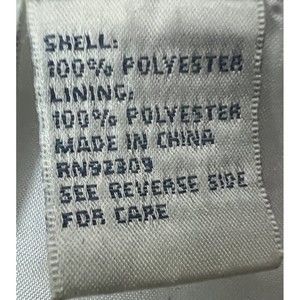 SHELL:
100% POLYESTER
LINING:
100% POLYESTER
MADE IN CHINA
RN92309
SEE REVERSE SIDE
FOR CARE